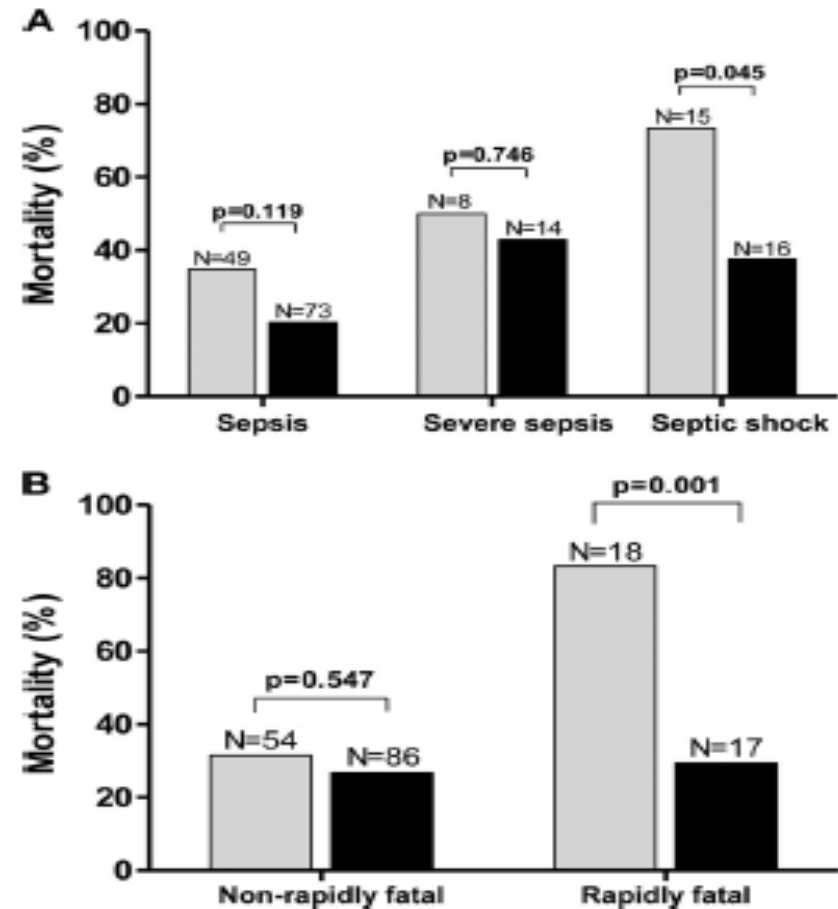 A
100
80
60
40
20
0
Mortality (%)
p=0.119
N=49
N=73
p=0.746
N=8
N=14
p=0.045
N=15
N=16
Sepsis
Severe sepsis
Septic shock
B
100
80
60
40
20
0
Mortality (%)
p=0.547
N=54
N=86
p=0.001
N=18
N=17
Non-rapidly fatal
Rapidly fatal